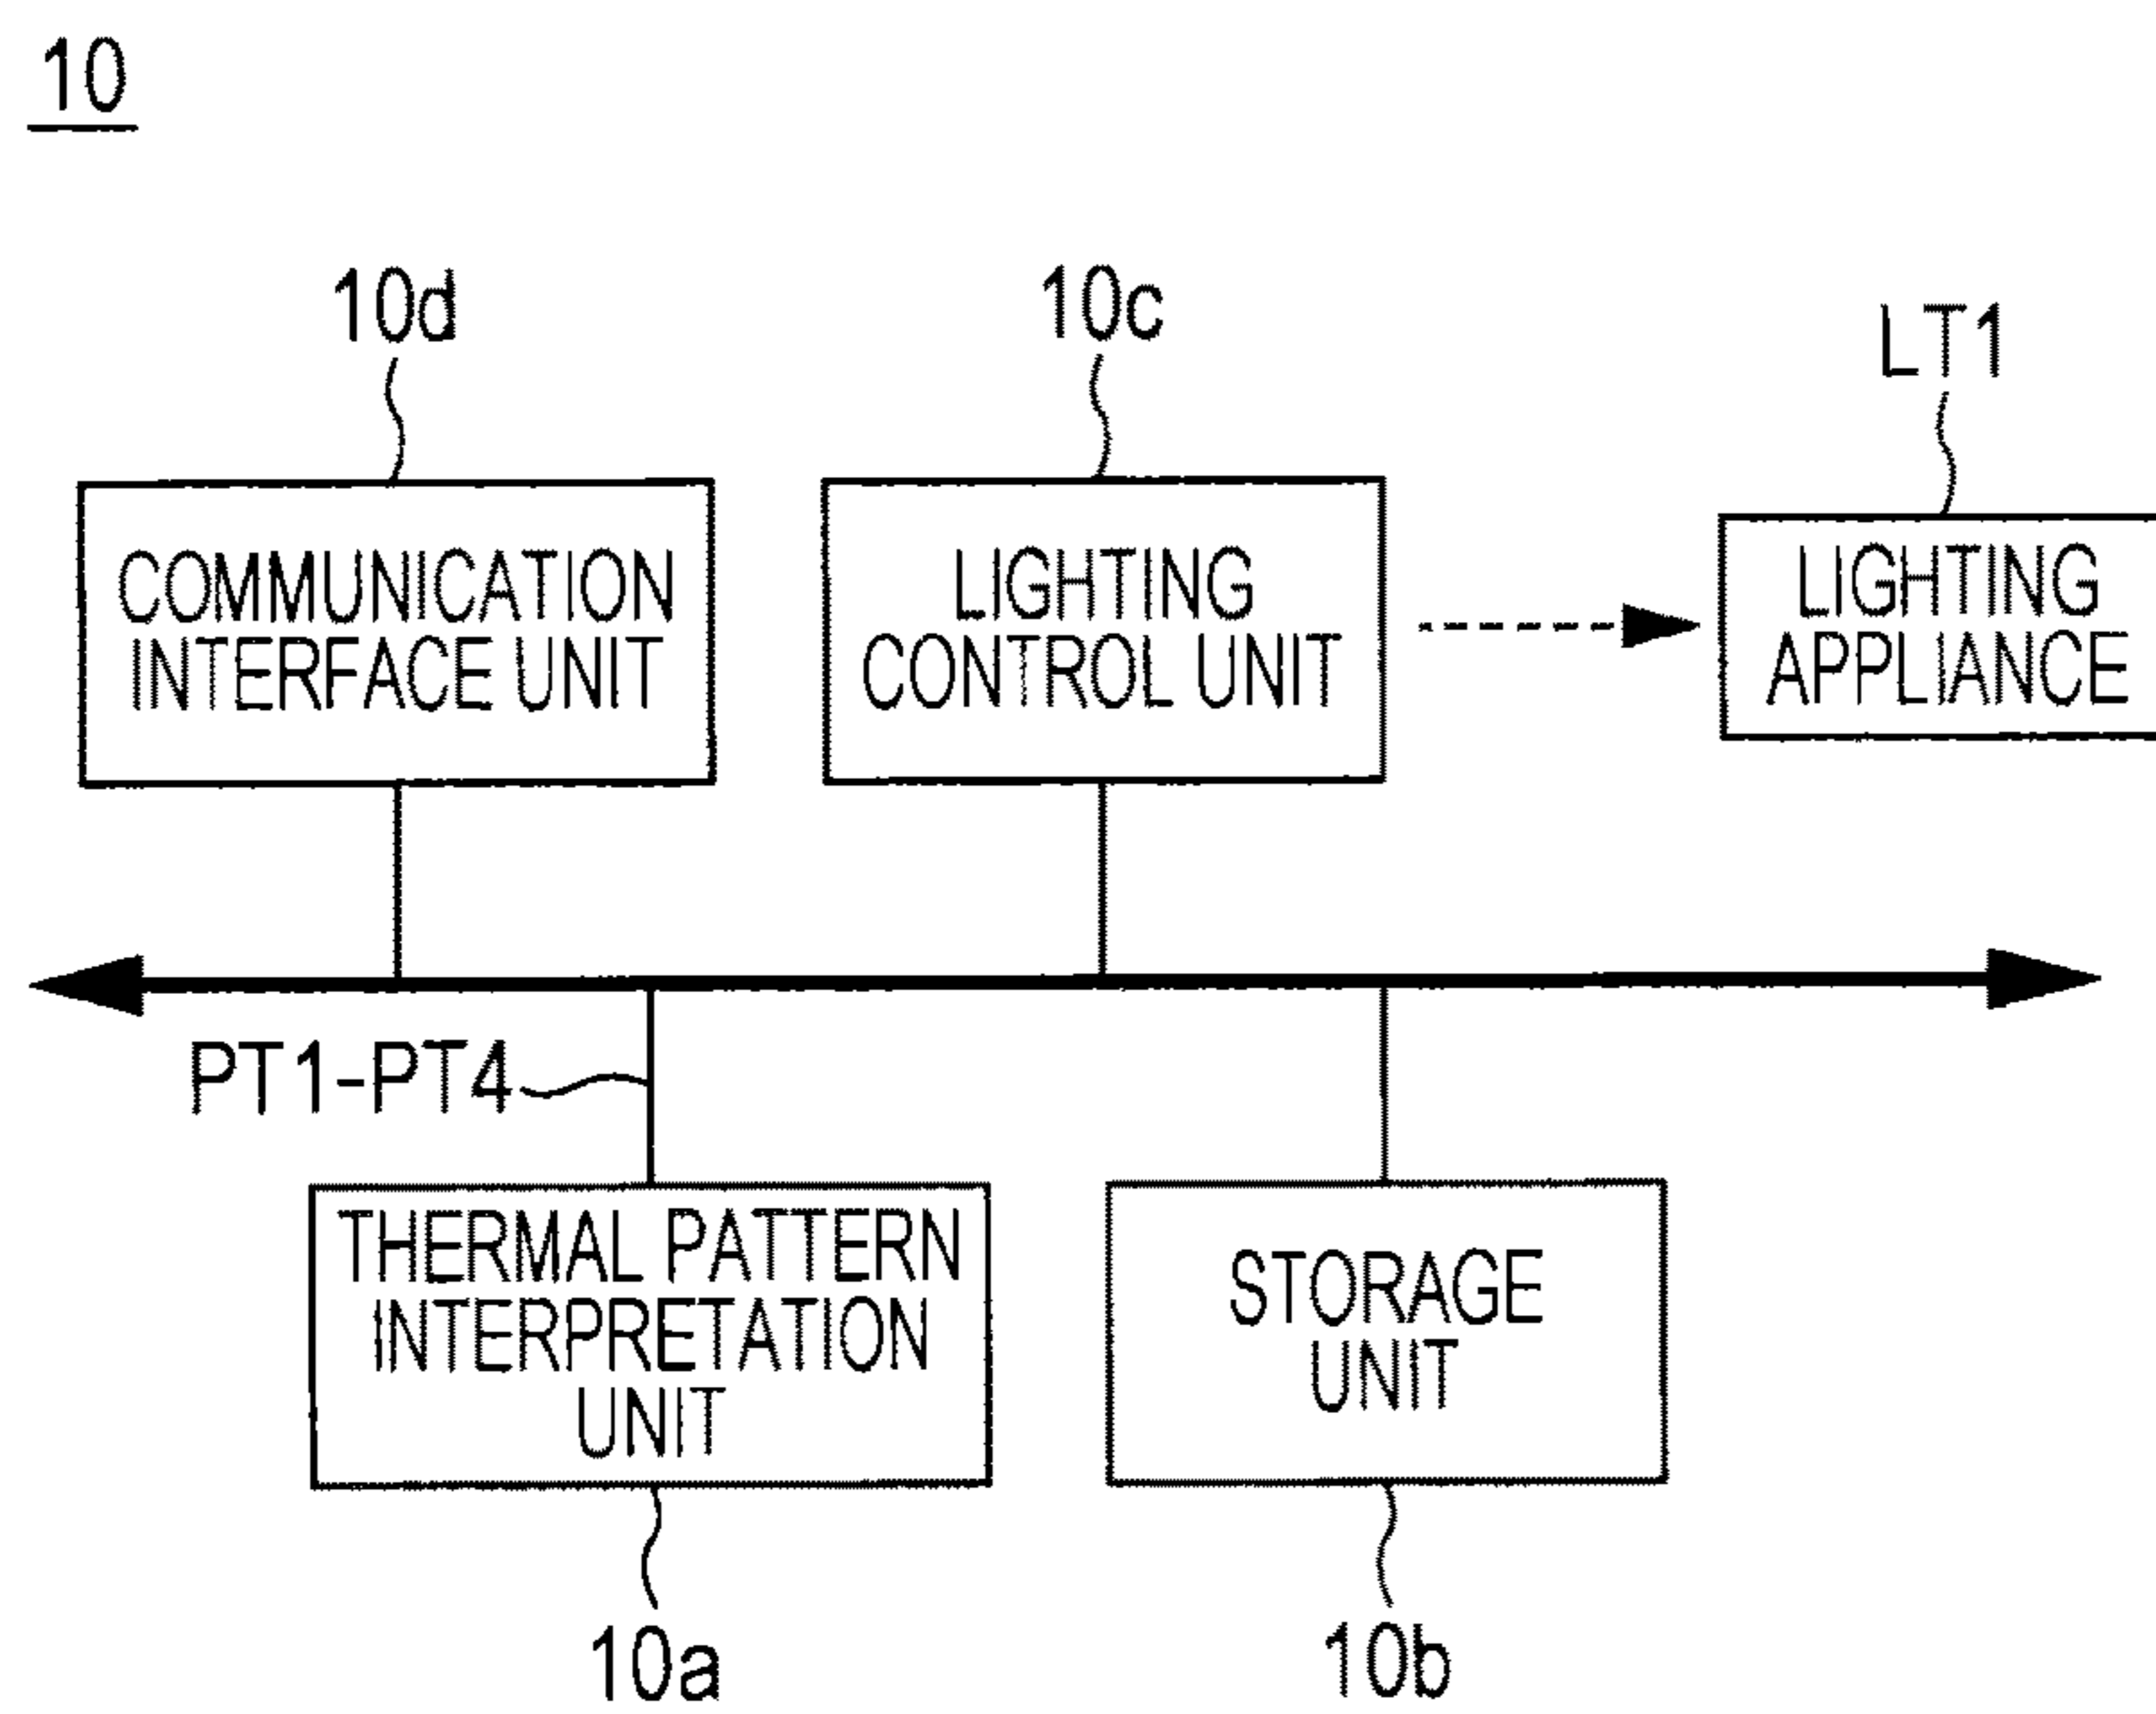 10
10d
10c
LT1
COMMUNICATION
INTERFACE UNIT
LIGHTING
CONTROL UNIT
LIGHTING
APPLIANCE
PT1-PT4
THERMAL PATTERN
INTERPRETATION
UNIT
STORAGE
UNIT
10a
10b